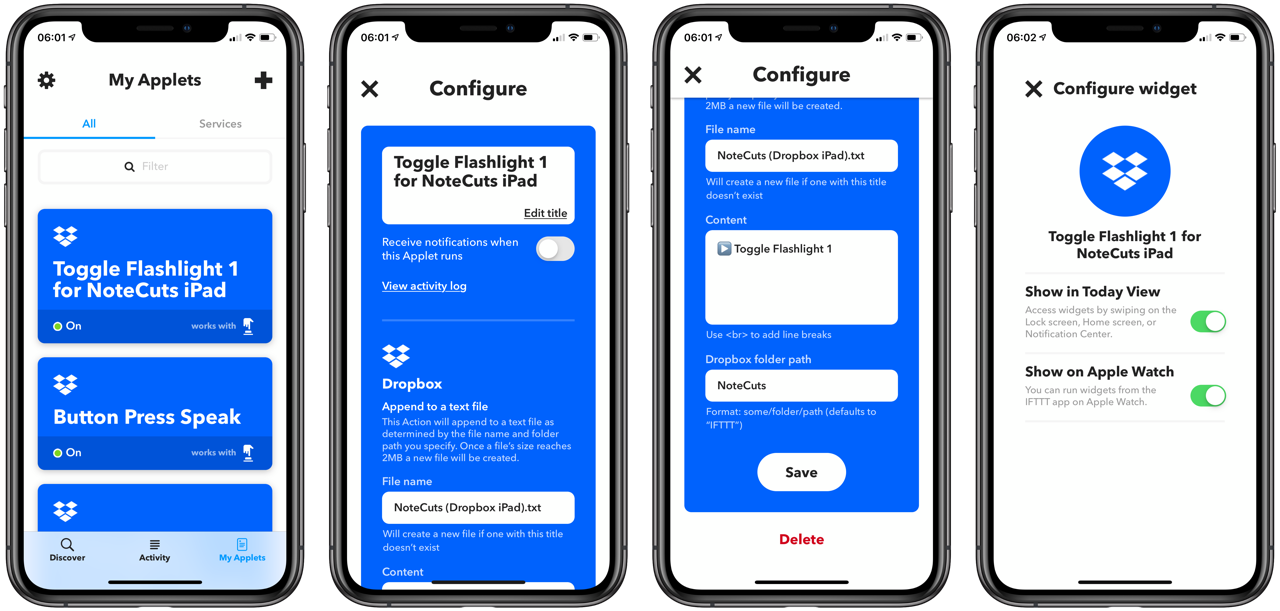 06:01
My Applets
All
Services
Filter
Toggle Flashlight 1
for NoteCuts iPad
On
works with
Button Press Speak
On
works with
Discover
Activity
My Applets
06:01
Configure
Toggle Flashlight 1
for NoteCuts iPad
Edit title
Receive notifications when
this Applet runs
View activity log
Dropbox
Append to a text file
This Action will append to a text file as
determined by the file name and folder
path you specify. Once a file's size reaches
2MB a new file will be created.
File name
NoteCuts (Dropbox iPad).txt
Will create a new file if one with this title
doesn't exist
Content
06:01
Configure
2MB a new file will be created.
File name
NoteCuts (Dropbox iPad).txt
Will create a new file if one with this title
doesn't exist
Content
▶️ Toggle Flashlight 1
Use <br> to add line breaks
Dropbox folder path
NoteCuts
Format: some/folder/path (defaults to
“IFTTT”)
Save
Delete
06:02
Configure widget
Toggle Flashlight 1 for
NoteCuts iPad
Show in Today View
Access widgets by swiping on the
Lock screen, Home screen, or
Notification Center.
Show on Apple Watch
You can run widgets from the
IFTTT app on Apple Watch.